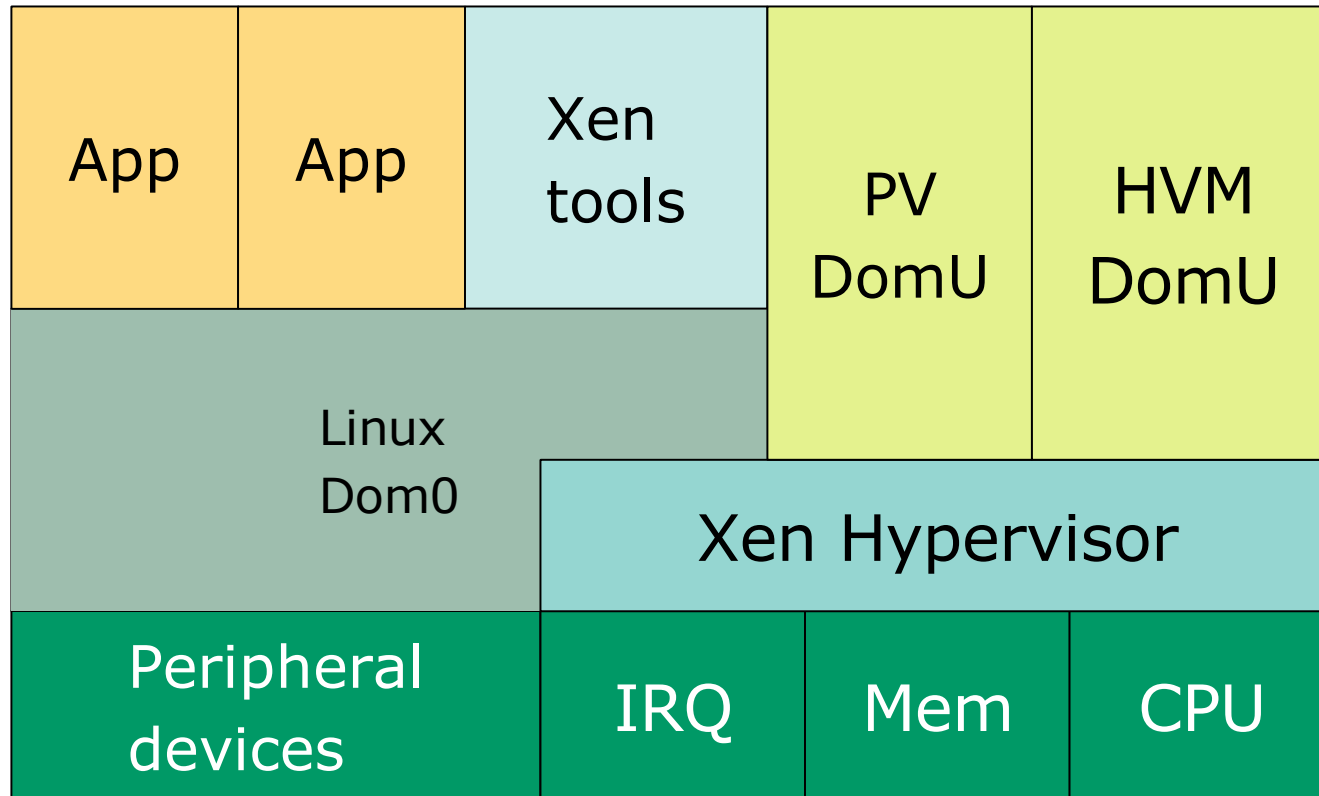 App
App
Xen
tools
PV
DomU
HVM
DomU
Linux
Dom0
Xen Hypervisor
Peripheral
devices
IRQ
Mem
CPU